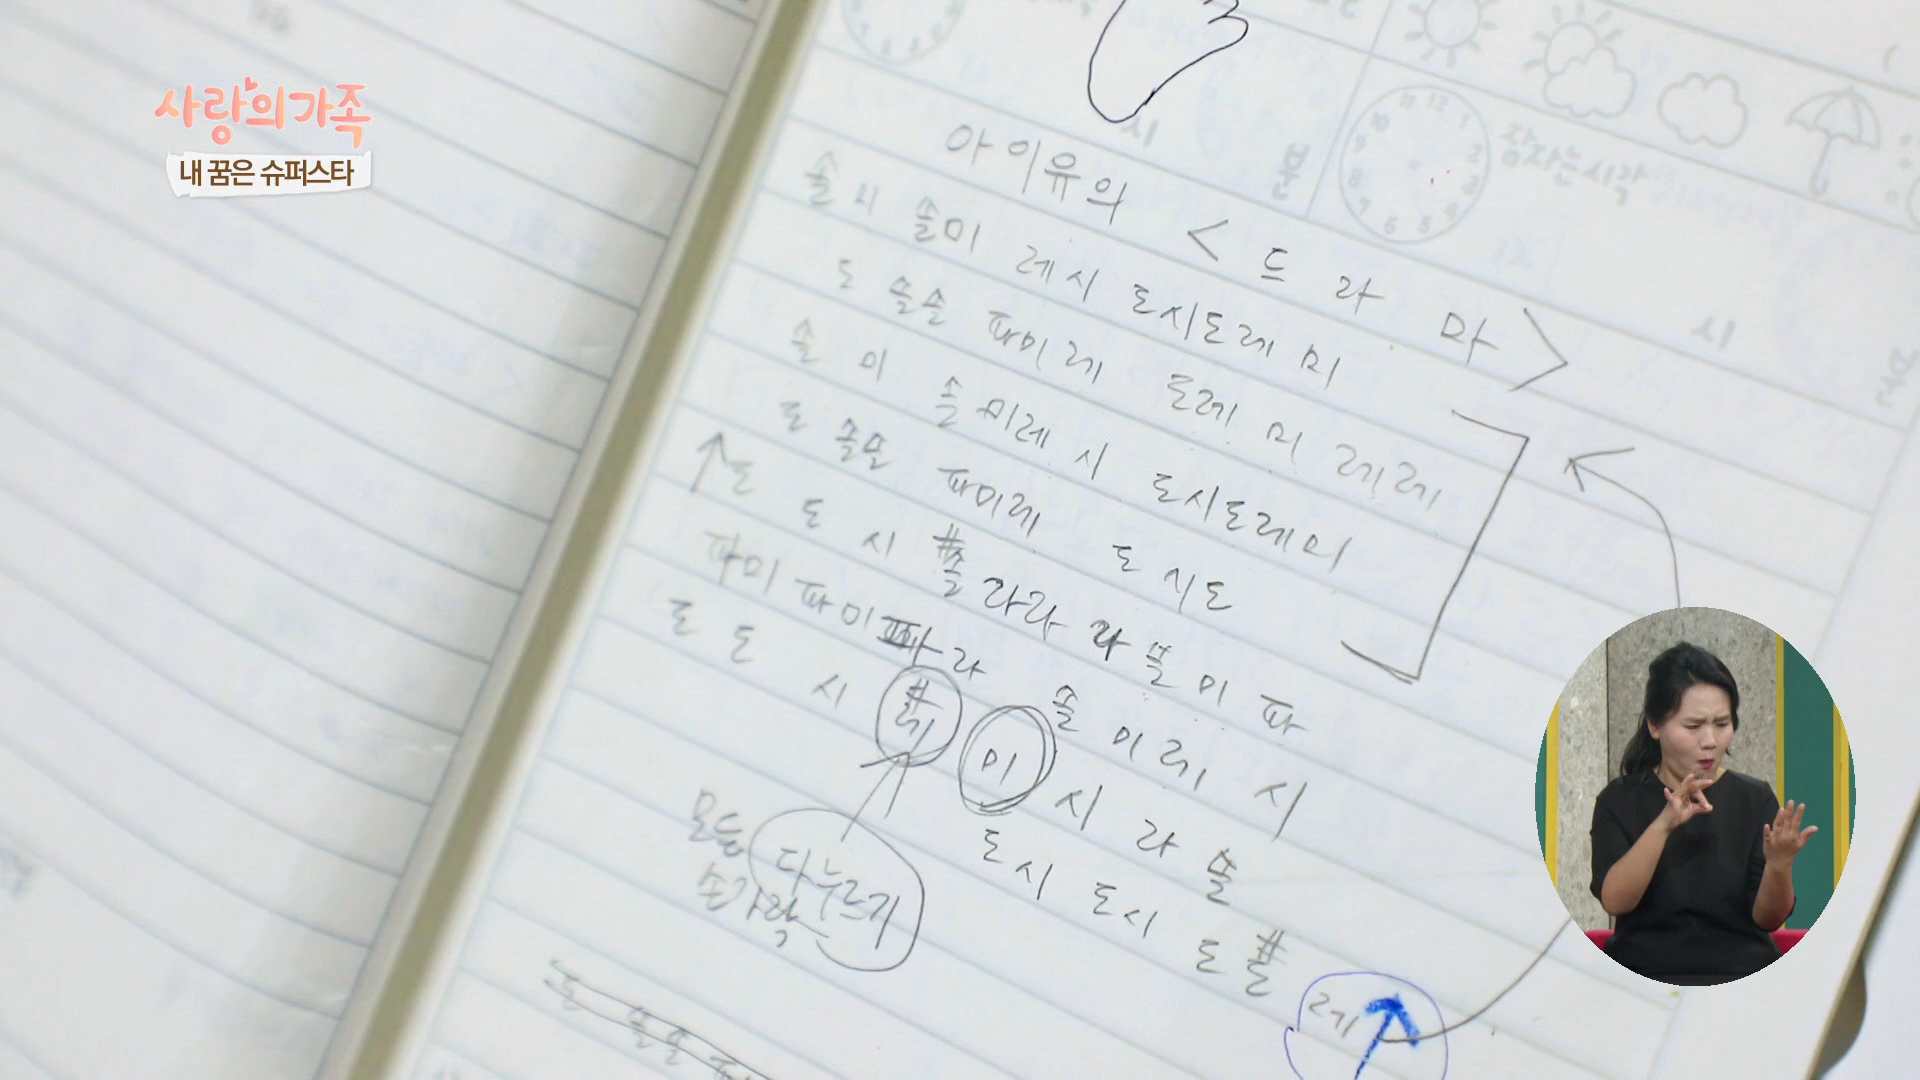 사랑의가족
내 꿈은 슈퍼스타
시
분
잠자는시각
시
아이유의 < 드라마 >
솔 미 솔미 레시 도시도레 미
도 솔솔 파미레 도레 미 레레
솔 미 솔 미레 시 도시도레미
도 솔솔 파미레 도 시도
↑도 도 시 #솔 라라 라 솔 미 파
파미 파미 파라 솔 미레 시
도 도 시 #레 미 시 라 솔
도시 도시 도 #솔 레 ↑
모든 다누르기
손가락